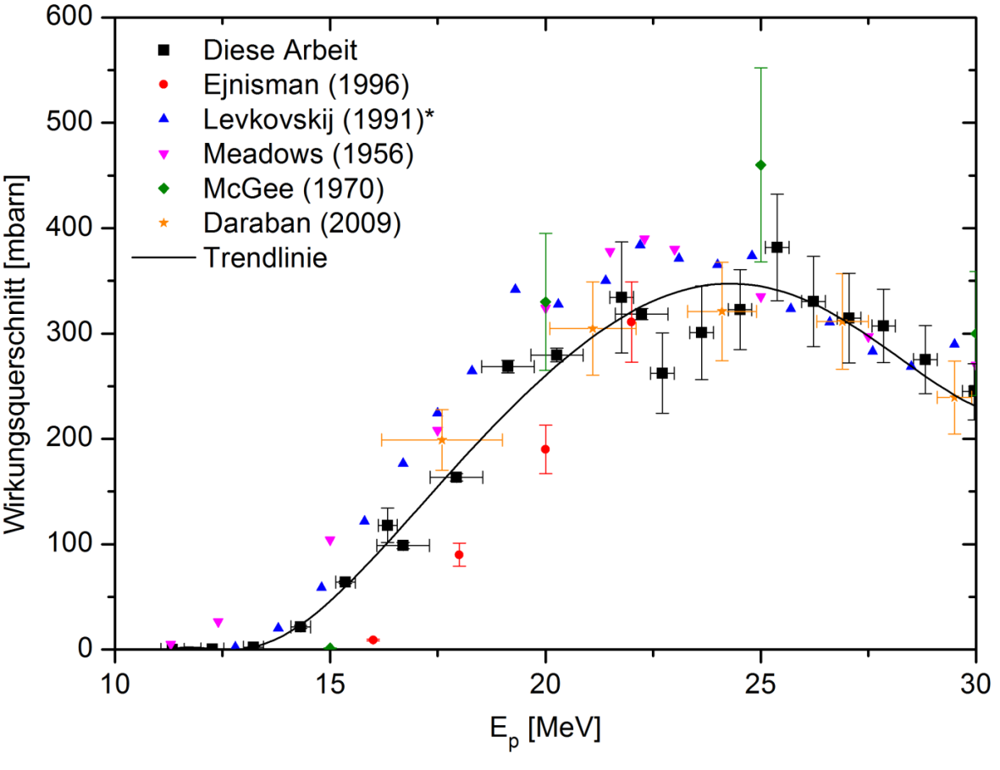 600
500
400
300
200
100
0
Wirkungsquerschnitt [mbarn]
Diese Arbeit
Ejnisman (1996)
Levkovskij (1991)*
Meadows (1956)
McGee (1970)
Daraban (2009)
Trendlinie
10 15 20 25 30
Ep [MeV]